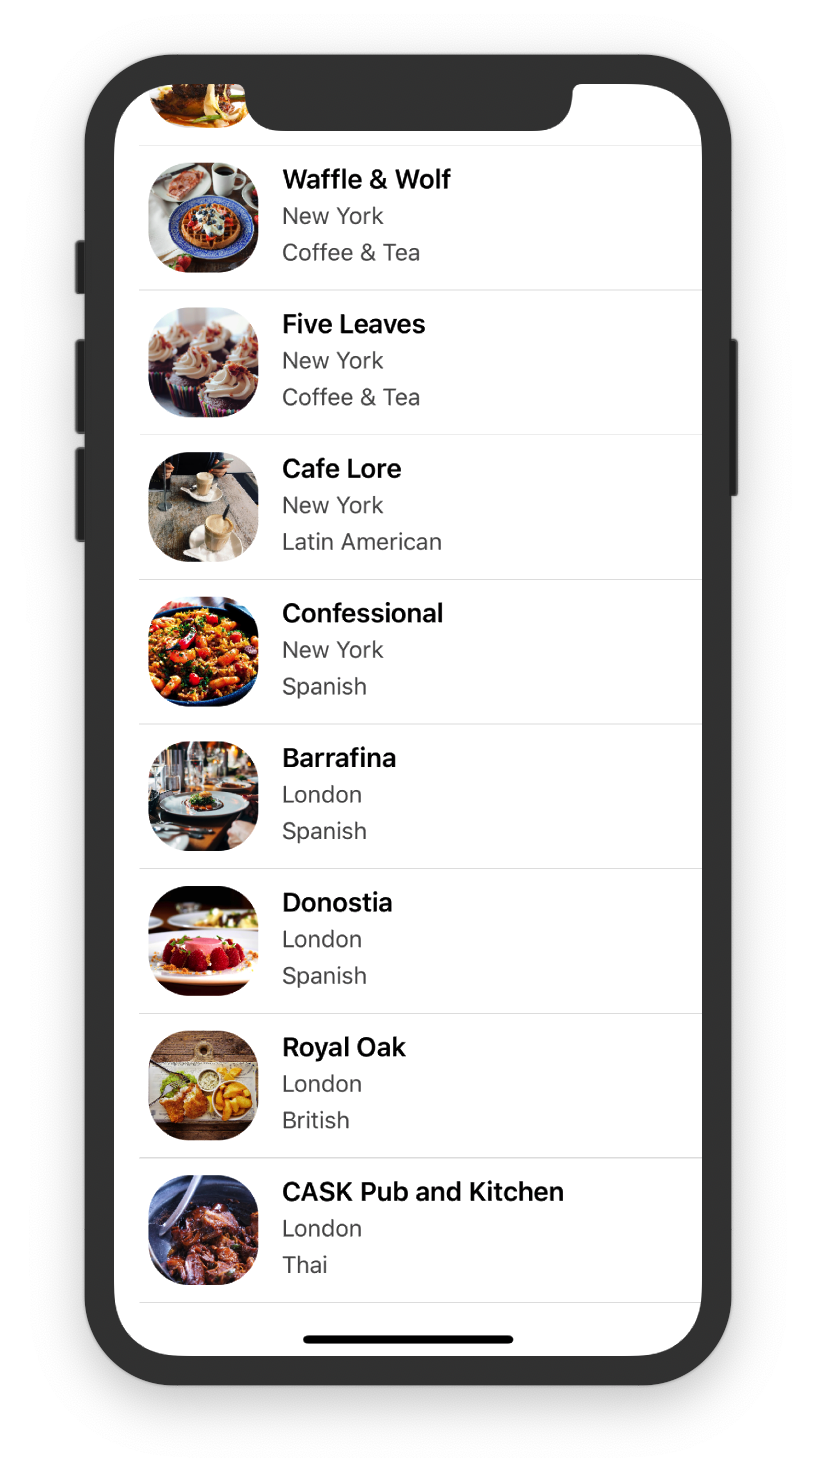 Waffle & Wolf
New York
Coffee & Tea
Five Leaves
New York
Coffee & Tea
Cafe Lore
New York
Latin American
Confessional
New York
Spanish
Barrafina
London
Spanish
Donostia
London
Spanish
Royal Oak
London
British
CASK Pub and Kitchen
London
Thai